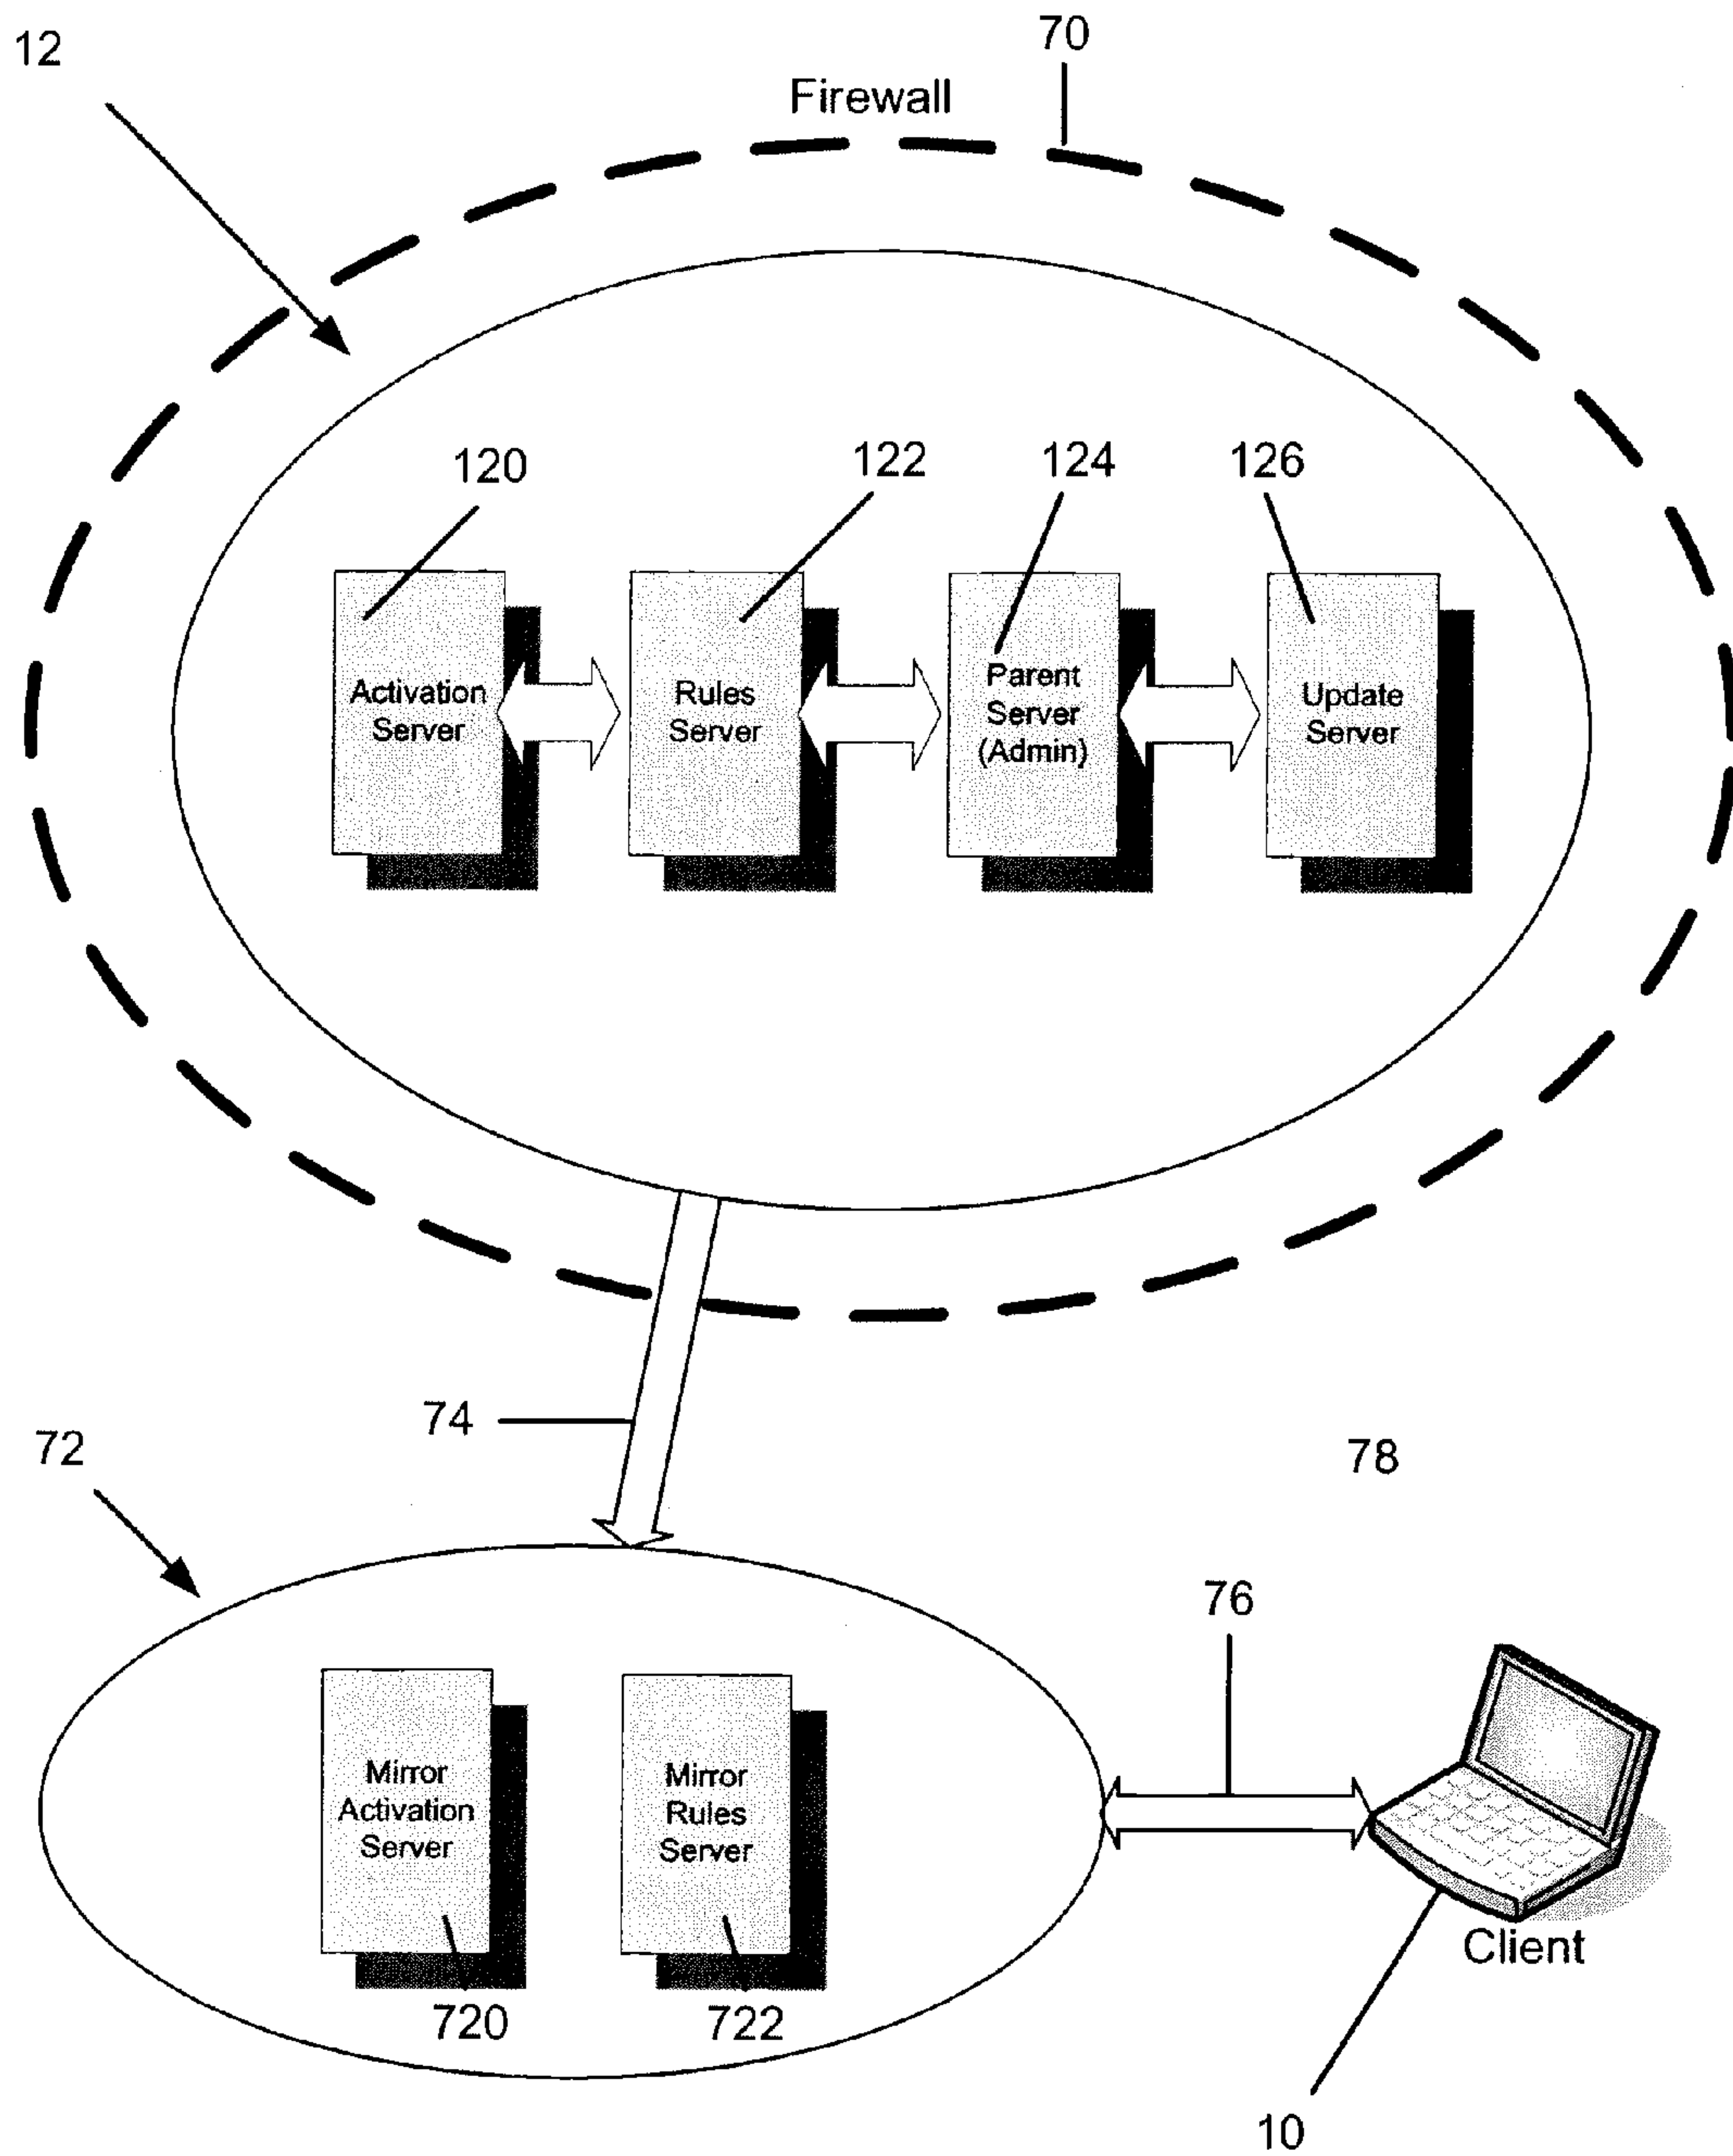 12
70
Firewall
120
122
124
126
Activation
Server
Rules
Server
Parent
Server
(Admin)
Update
Server
74
72
78
76
Mirror
Activation
Server
Mirror
Rules
Server
Client
720
722
10